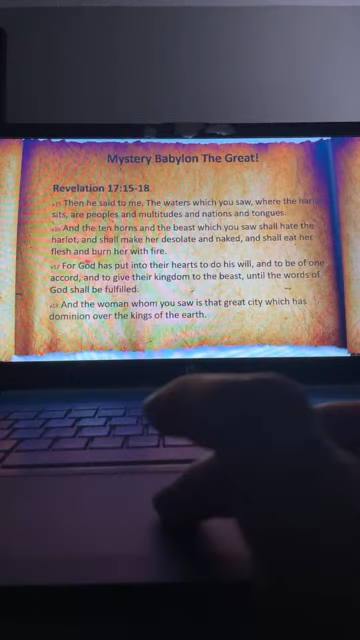 Mystery Babylon The Great!
Revelation 17:15-18
Then he said to me, The waters which you saw, where the
sits, are peoples and multitudes and nations and tongues.
And the ten horns and the beast which you saw shall hate the
harlot, and shall make her desolate and naked, and shall eat her
flesh and burn her with fire.
For God has put into their hearts to do his will, and to be of one
accord, and to give their kingdom to the beast, until the words of
God shall be fulfilled.
And the woman whom you saw is that great city which has
dominion over the kings of the earth.